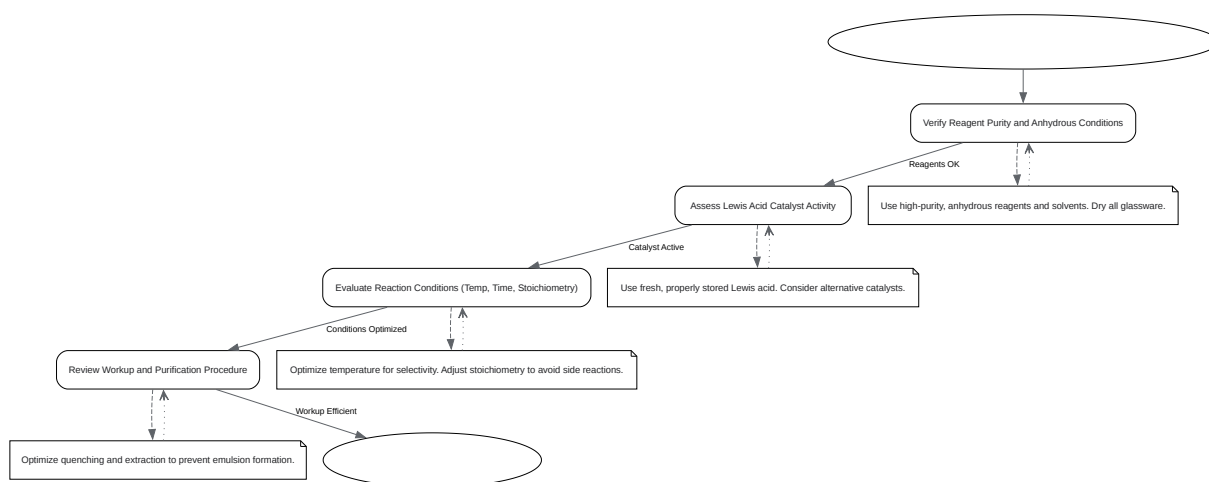 Verify Reagent Purity and Anhydrous Conditions
Reagents OK
Assess Lewis Acid Catalyst Activity
Use high-purity, anhydrous reagents and solvents. Dry all glassware.
Catalyst Active
Evaluate Reaction Conditions (Temp, Time, Stoichiometry)
Use fresh, properly stored Lewis acid. Consider alternative catalysts.
Conditions Optimized
Review Workup and Purification Procedure
Optimize temperature for selectivity. Adjust stoichiometry to avoid side reactions.
Workup Efficient
Optimize quenching and extraction to prevent emulsion formation.